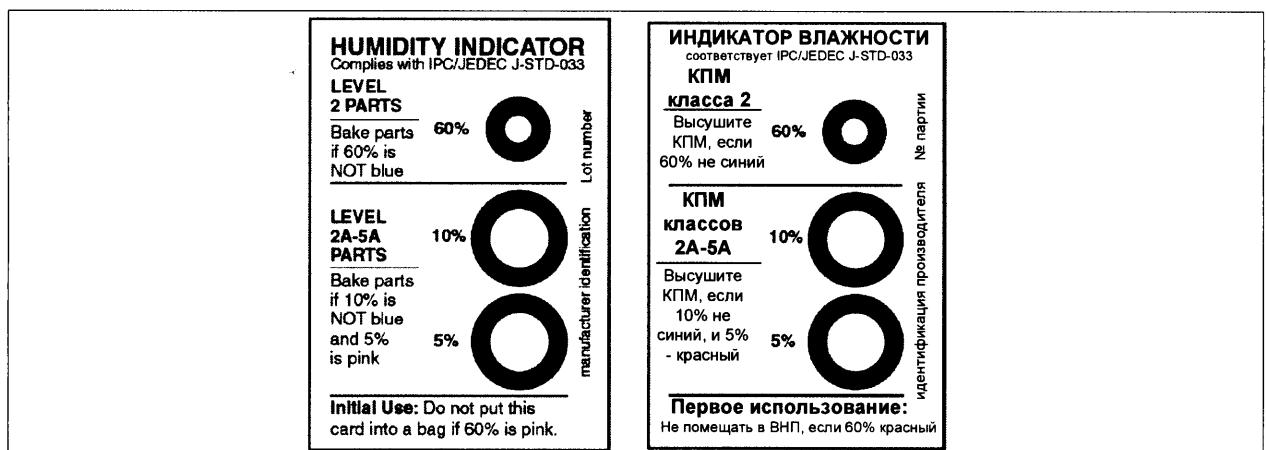 HUMIDITY INDICATOR
Complies with IPC/JEDEC J-STD-033
LEVEL
2 PARTS
Bake parts
if 60% is
NOT blue
60%
Lot number
LEVEL
2A-5A
PARTS
10%
Bake parts
if 10% is
NOT blue
and 5%
is pink
5%
manufacturer identification
Initial Use: Do not put this
card into a bag if 60% is pink.
ИНДИКАТОР ВЛАЖНОСТИ
соответствует IPC/JEDEC J-STD-033
КПМ
класса 2
Высушите
КПМ, если
60% не синий
60%
№ партии
КПМ
классов
2А-5А
10%
Высушите
КПМ, если
10% не
синий, и 5%
- красный
5%
идентификация производителя
Первое использование:
Не помещать в ВНП, если 60% красный